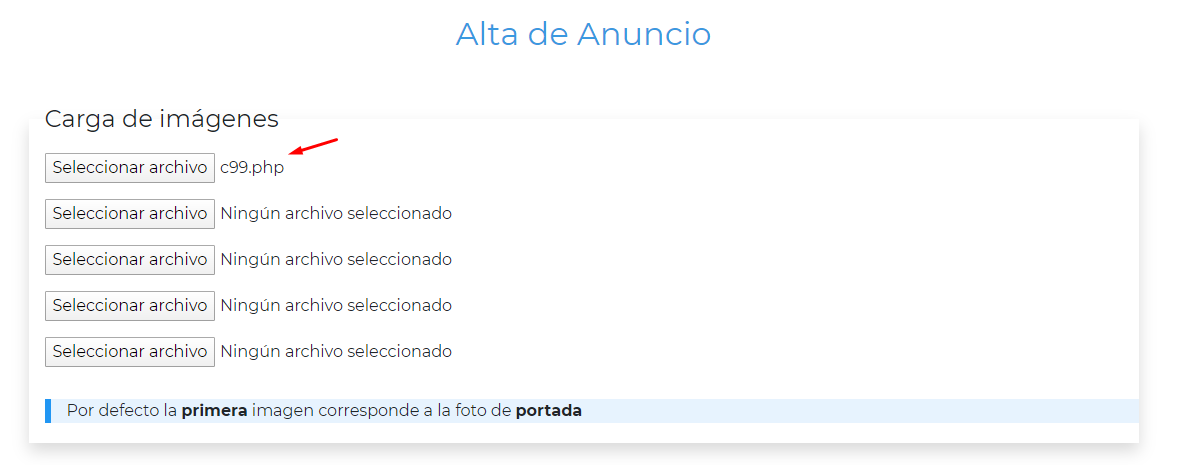 Alta de Anuncio
Carga de imágenes
Seleccionar archivo c99.php
Seleccionar archivo Ningún archivo seleccionado
Seleccionar archivo Ningún archivo seleccionado
Seleccionar archivo Ningún archivo seleccionado
Seleccionar archivo Ningún archivo seleccionado
Por defecto la primera imagen corresponde a la foto de portada